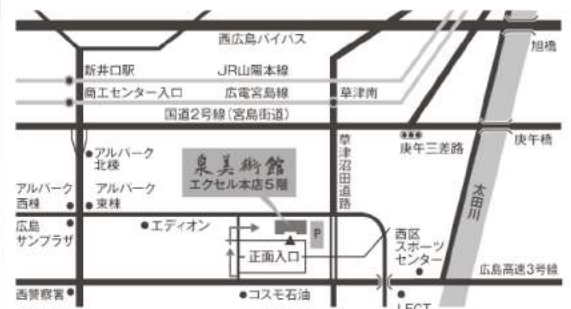 西広島バイパス
旭橋
新井口駅
JR山陽本線
商工センター入口
広電宮島線
草津南
国道2号線(宮島街道)
アルパーク
北棟
泉美術館
エクセル本店5階
草津沼田道路
庚午三差路
庚午橋
太田川
アルパーク
西棟
アルパーク
東棟
広島
サンプラザ
エディオン
P
正面入口
西区
スポーツ
センター
広島高速3号線
西警察署
コスモ石油
LECT